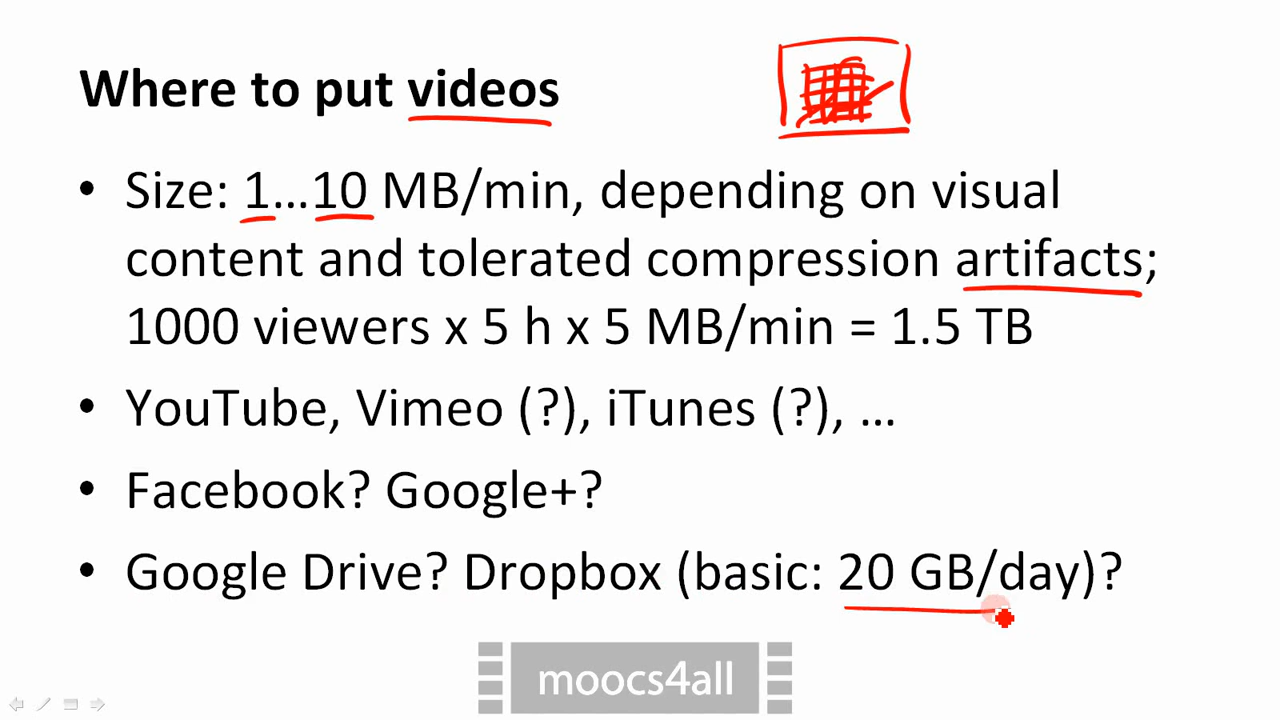 Where to put videos
• Size: 1…10 MB/min, depending on visual
content and tolerated compression artifacts;
1000 viewers x 5 h x 5 MB/min = 1.5 TB
• YouTube, Vimeo (?), iTunes (?), …
• Facebook? Google+?
• Google Drive? Dropbox (basic: 20 GB/day)?
moocs4all